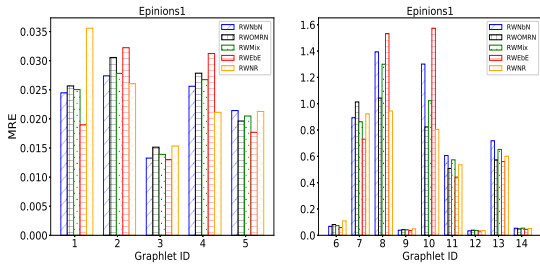 Epinions1
MRE
0.035
0.030
0.025
0.020
0.015
0.010
0.005
0.000
RWNbN
RWOMRN
RWMix
RWEbE
RWNR
1 2 3 4 5
Graphlet ID
Epinions1
1.6
1.4
1.2
1.0
0.8
0.6
0.4
0.2
0.0
RWNbN
RWOMRN
RWMix
RWEbE
RWNR
6 7 8 9 10 11 12 13 14
Graphlet ID